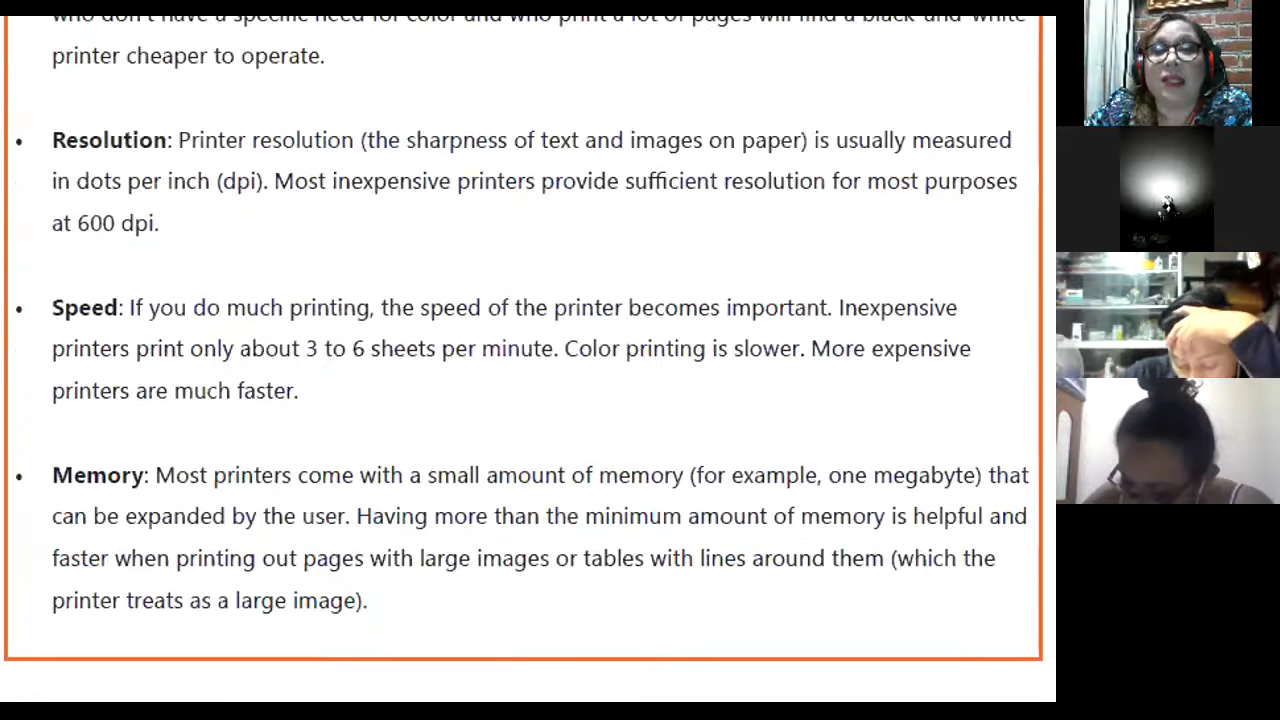 who don't have a specific need for color and who print a lot of pages will find a black-and-white
printer cheaper to operate.
• Resolution: Printer resolution (the sharpness of text and images on paper) is usually measured
in dots per inch (dpi). Most inexpensive printers provide sufficient resolution for most purposes
at 600 dpi.
• Speed: If you do much printing, the speed of the printer becomes important. Inexpensive
printers print only about 3 to 6 sheets per minute. Color printing is slower. More expensive
printers are much faster.
• Memory: Most printers come with a small amount of memory (for example, one megabyte) that
can be expanded by the user. Having more than the minimum amount of memory is helpful and
faster when printing out pages with large images or tables with lines around them (which the
printer treats as a large image).